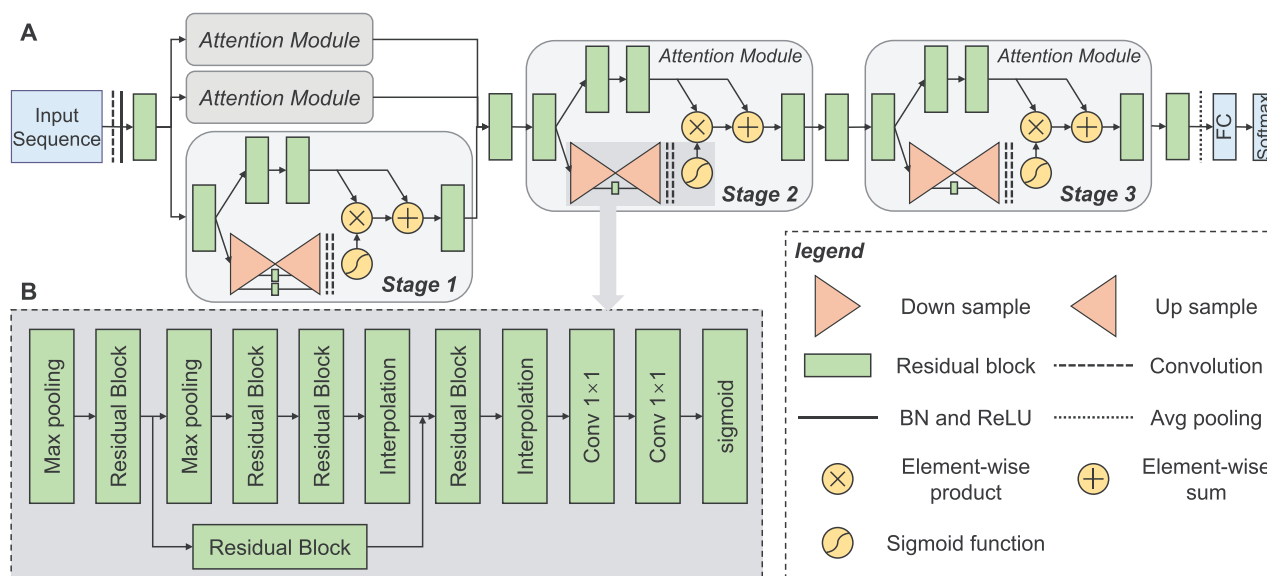 A
Attention Module
Attention Module
Input
Sequence
Stage 1
Attention Module
Stage 2
Attention Module
Stage 3
FC
Softmax
B
Max pooling
Residual Block
Max pooling
Residual Block
Residual Block
Interpolation
Residual Block
Interpolation
Conv 1×1
Conv 1×1
sigmoid
Residual Block
legend
Down sample
Up sample
Residual block
Convolution
BN and ReLU
Avg pooling
Element-wise
product
Element-wise
sum
Sigmoid function